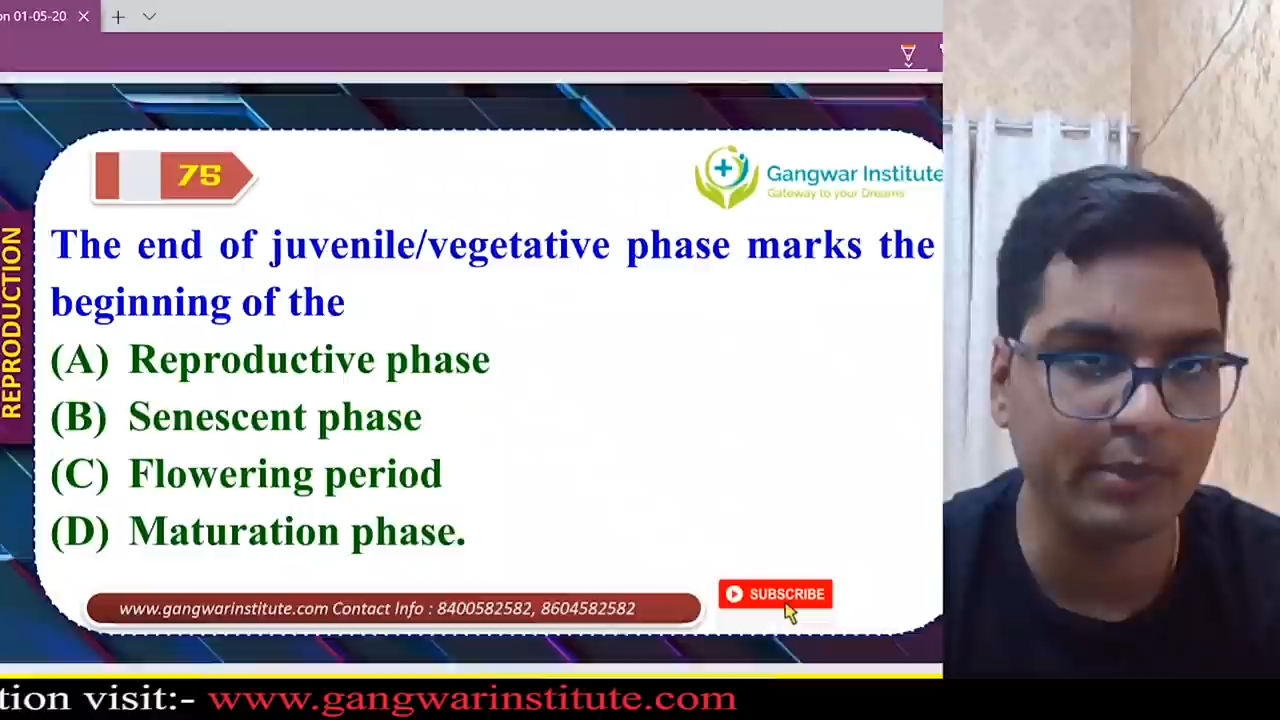 on 01-05-20
75
Gangwar Institute
Gateway to your Dreams
REPRODUCTION
The end of juvenile/vegetative phase marks the
beginning of the
(A) Reproductive phase
(B) Senescent phase
(C) Flowering period
(D) Maturation phase.
www.gangwarinstitute.com Contact Info : 8400582582, 8604582582
SUBSCRIBE
tion visit:- www.gangwarinstitute.com